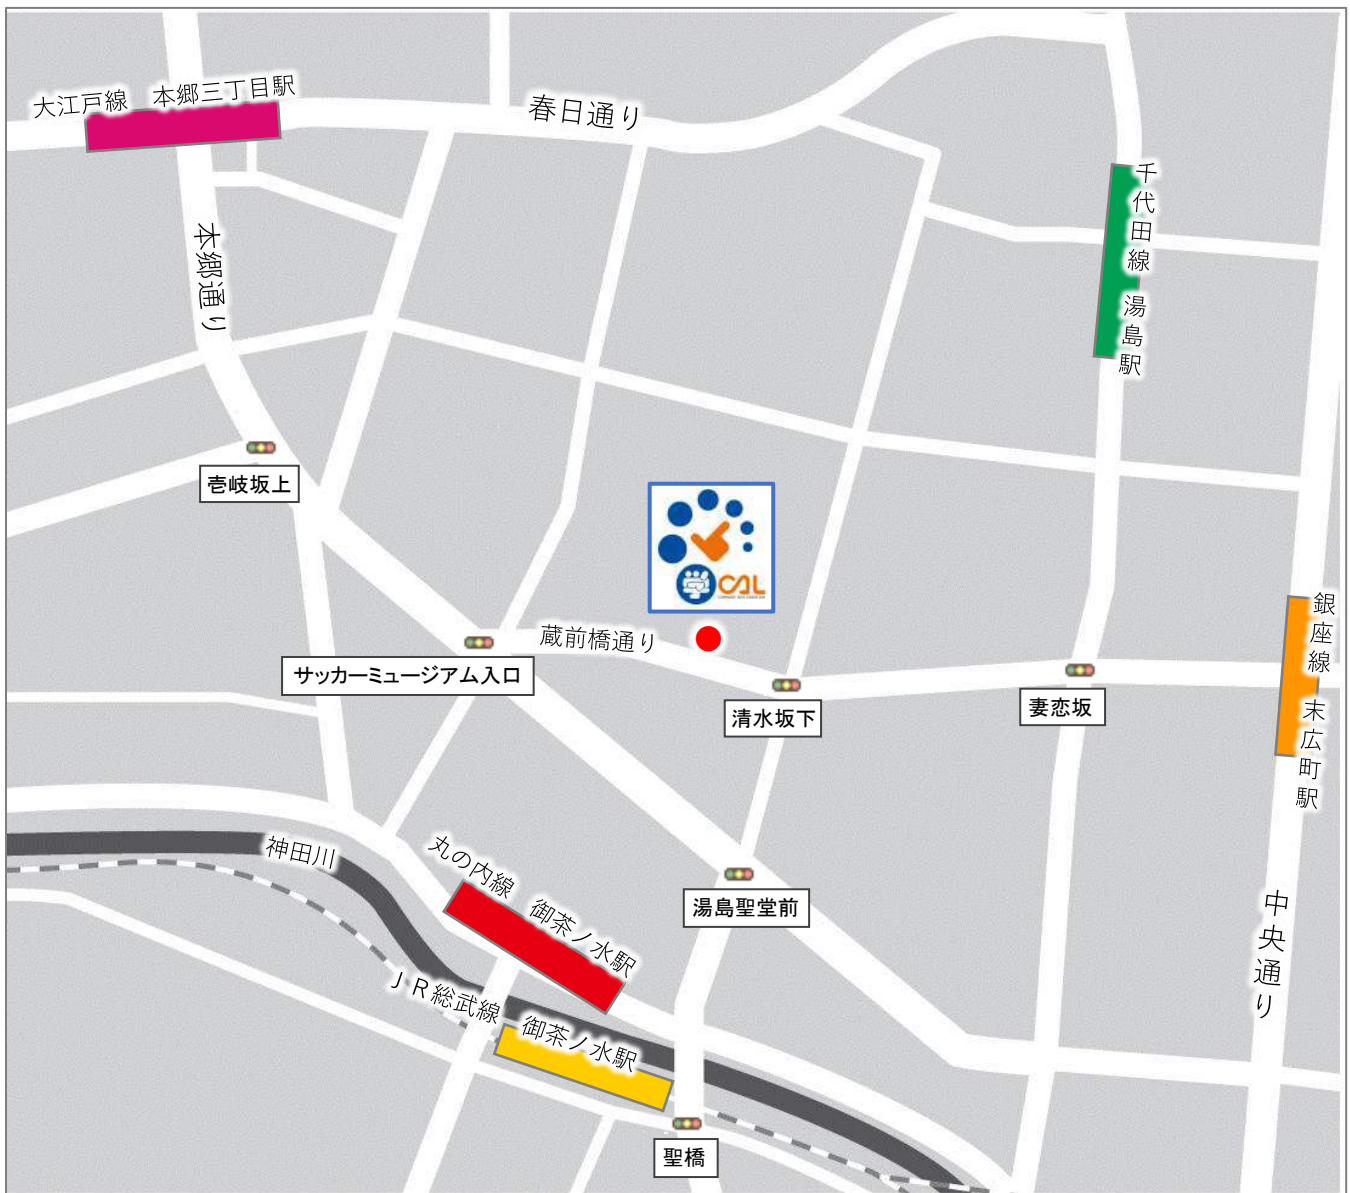 大江戸線　本郷三丁目駅
春日通り
本郷通り
千代田線　湯島駅
壱岐坂上
CAL
蔵前橋通り
サッカーミュージアム入口
清水坂下
妻恋坂
銀座線　末広町駅
神田川
丸の内線　御茶ノ水駅
湯島聖堂前
中央通り
ＪＲ総武線　御茶ノ水駅
聖橋